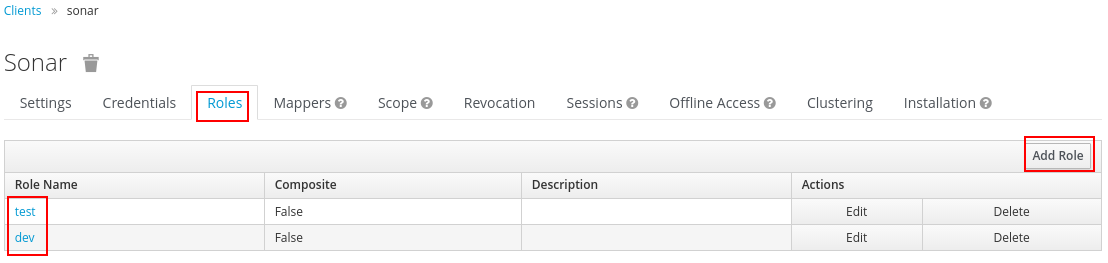 Clients » sonar
Sonar
Settings Credentials Roles Mappers ? Scope ? Revocation Sessions ? Offline Access ? Clustering Installation ?
Add Role
Role Name Composite Description Actions
test False Edit Delete
dev False Edit Delete